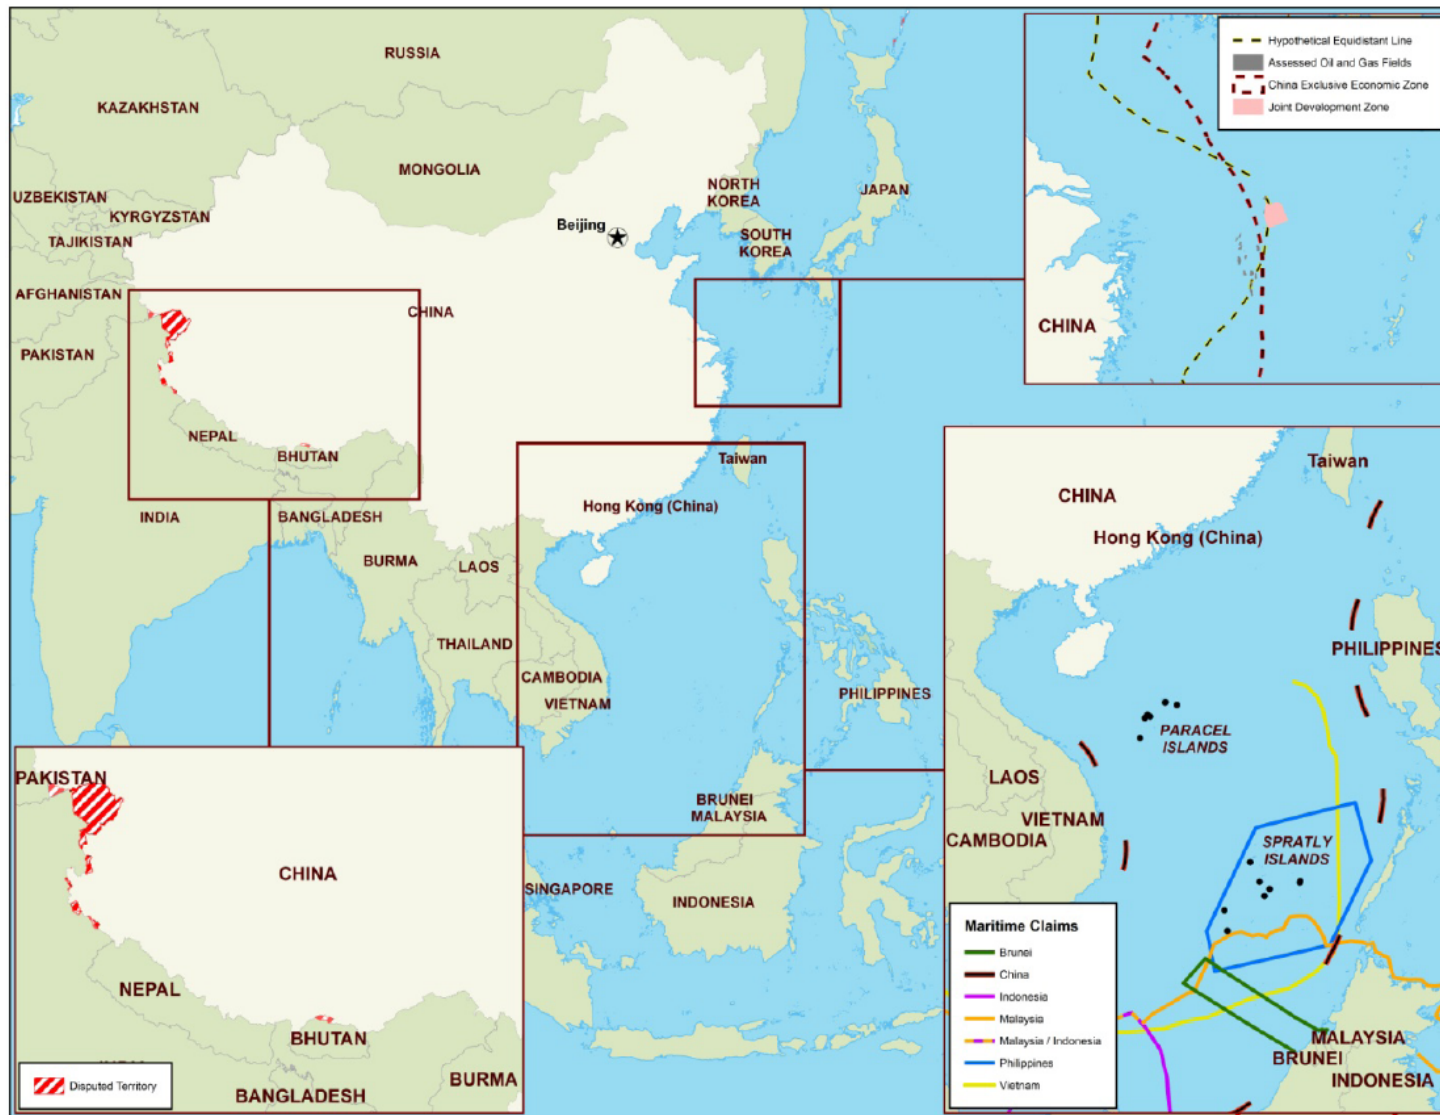 RUSSIA
KAZAKHSTAN
MONGOLIA
UZBEKISTAN
KYRGYZSTAN
TAJIKISTAN
AFGHANISTAN
PAKISTAN
Beijing
NORTH
KOREA
SOUTH
KOREA
JAPAN
CHINA
NEPAL
BHUTAN
INDIA
BANGLADESH
BURMA
LAOS
THAILAND
CAMBODIA
VIETNAM
Taiwan
Hong Kong (China)
PHILIPPINES
BRUNEI
MALAYSIA
SINGAPORE
INDONESIA
Hypothetical Equidistant Line
Assessed Oil and Gas Fields
China Exclusive Economic Zone
Joint Development Zone
CHINA
Taiwan
CHINA
Hong Kong (China)
PHILIPPINES
PARACEL
ISLANDS
LAOS
VIETNAM
CAMBODIA
SPRATLY
ISLANDS
MALAYSIA
BRUNEI
INDONESIA
Maritime Claims
Brunei
China
Indonesia
Malaysia
Malaysia / Indonesia
Philippines
Vietnam
PAKISTAN
CHINA
NEPAL
BHUTAN
BANGLADESH
BURMA
Disputed Territory